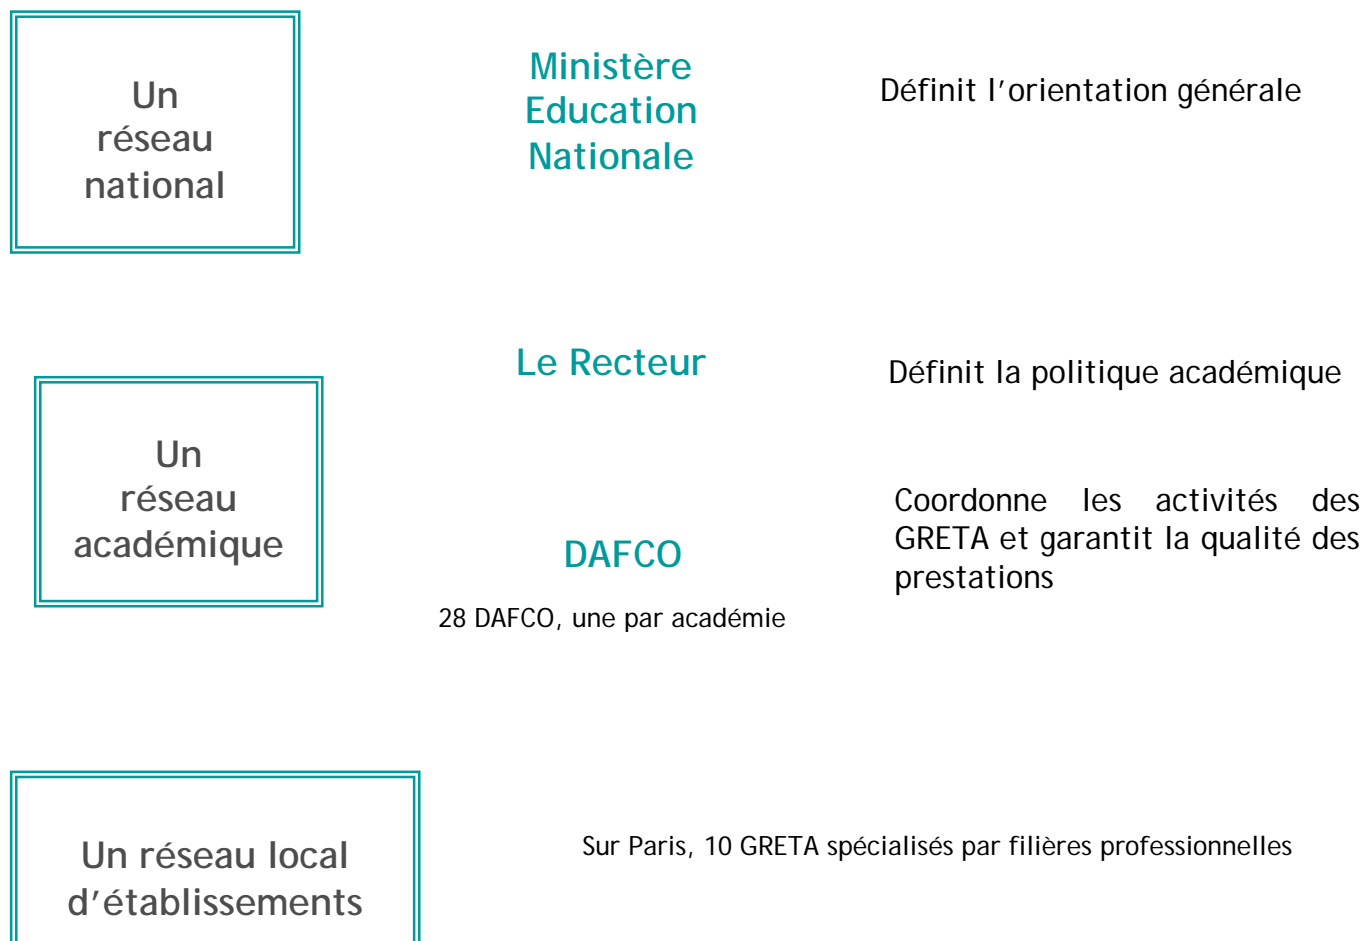 Un
réseau
national
Ministère
Education
Nationale
Définit l’orientation générale
Un
réseau
académique
Le Recteur
Définit la politique académique
DAFCO
28 DAFCO, une par académie
Coordonne les activités des
GRETA et garantit la qualité des
prestations
Un réseau local
d’établissements
Sur Paris, 10 GRETA spécialisés par filières professionnelles